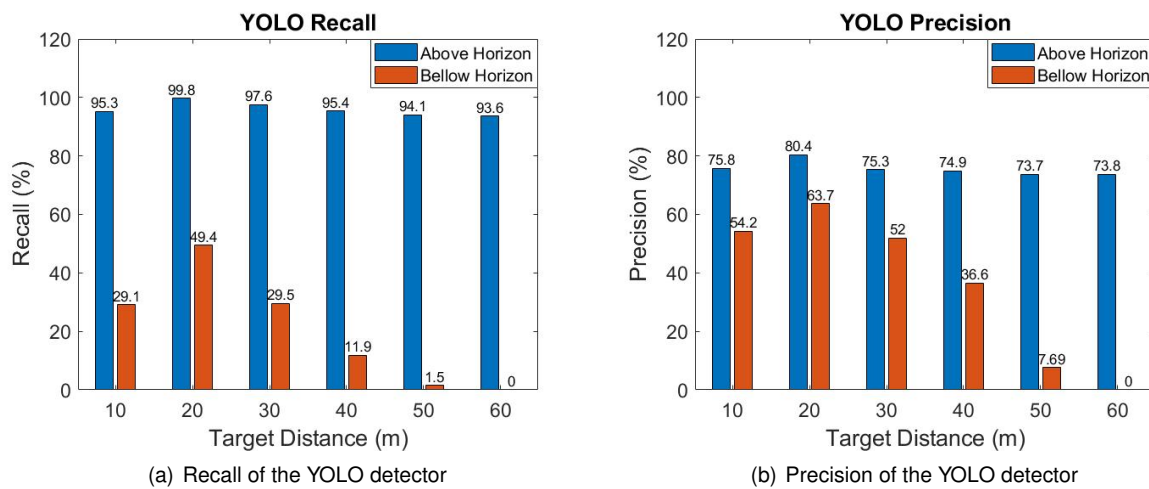 YOLO Recall
120
100
80
60
40
20
0
Recall (%)
Above Horizon
Bellow Horizon
95.3
99.8
97.6
95.4
94.1
93.6
29.1
49.4
29.5
11.9
1.5
0
10 20 30 40 50 60
Target Distance (m)
(a) Recall of the YOLO detector
YOLO Precision
120
100
80
60
40
20
0
Precision (%)
Above Horizon
Bellow Horizon
75.8
80.4
75.3
74.9
73.7
73.8
54.2
63.7
52
36.6
7.69
0
10 20 30 40 50 60
Target Distance (m)
(b) Precision of the YOLO detector